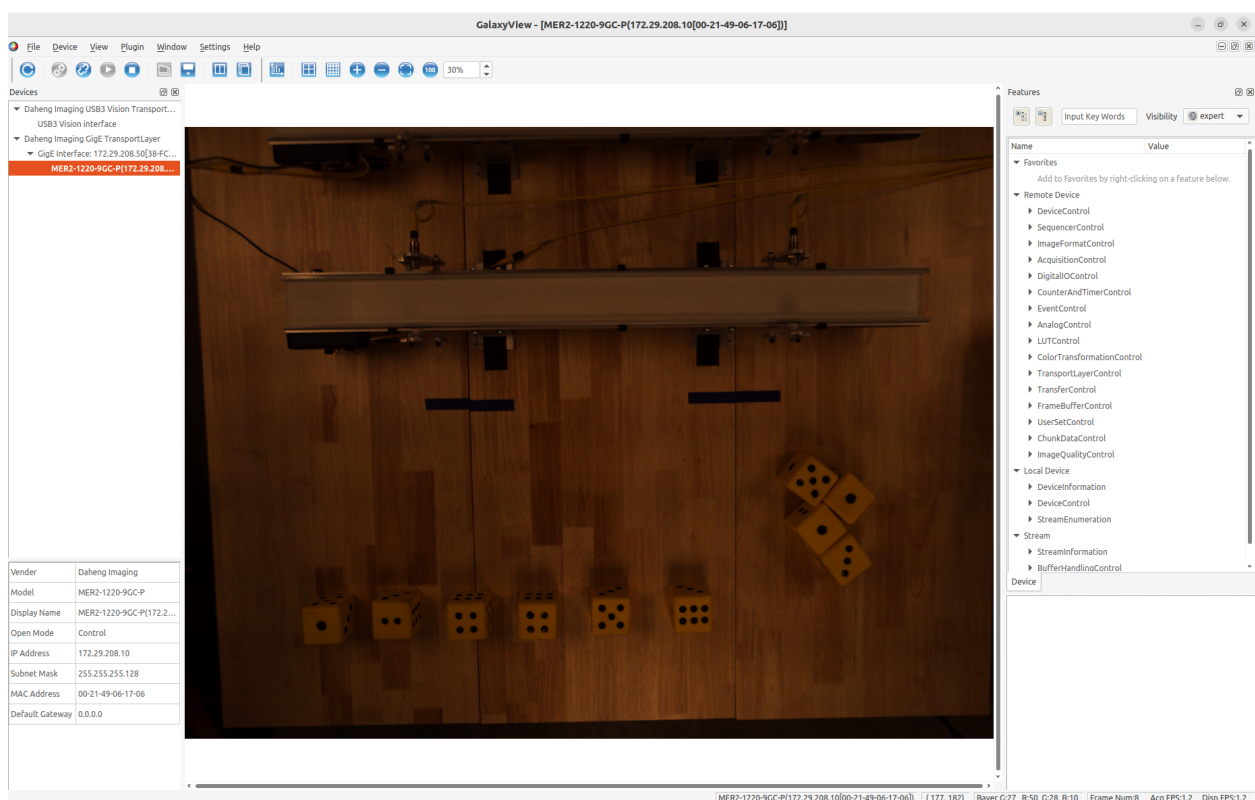 GalaxyView - [MER2-1220-9GC-P(172.29.208.10[00-21-49-06-17-06])]
File Device View Plugin Window Settings Help
100 30%
Devices
Daheng Imaging USB3 Vision Transport...
USB3 Vision interface
Daheng Imaging GigE TransportLayer
GigE Interface: 172.29.208.50[38-FC...
MER2-1220-9GC-P(172.29.208....
Vender Daheng Imaging
Model MER2-1220-9GC-P
Display Name MER2-1220-9GC-P(172.2...
Open Mode Control
IP Address 172.29.208.10
Subnet Mask 255.255.255.128
MAC Address 00-21-49-06-17-06
Default Gateway 0.0.0.0
Features
Input Key Words Visibility expert
Name Value
Favorites
Add to Favorites by right-clicking on a feature below.
Remote Device
DeviceControl
SequencerControl
ImageFormatControl
AcquisitionControl
DigitalIOControl
CounterAndTimerControl
EventControl
AnalogControl
LUTControl
ColorTransformationControl
TransportLayerControl
TransferControl
FrameBufferControl
UserSetControl
ChunkDataControl
ImageQualityControl
Local Device
DeviceInformation
DeviceControl
StreamEnumeration
Stream
StreamInformation
BufferHandlingControl
Device
MER2-1220-9GC-P(172.29.208.10[00-21-49-06-17-06]) (177, 182) Bayer G:27 R:50 G:28 B:10 Frame Num:8 Acq FPS:1.2 Disp FPS:1.2